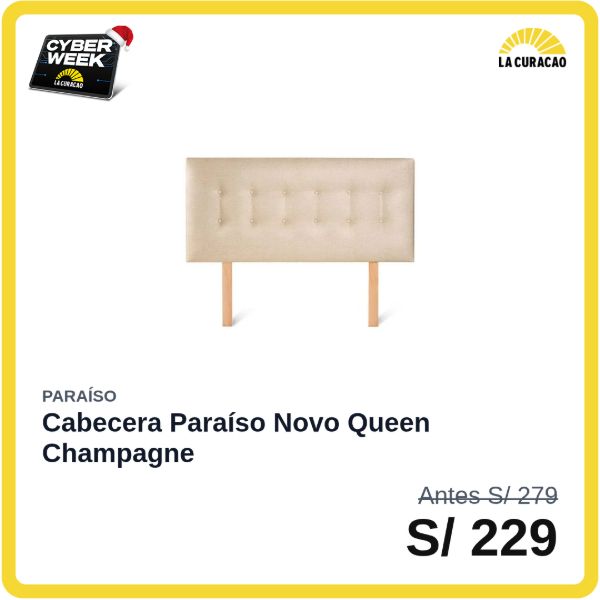 CYBER
WEEK
LA CURACAO
LA CURACAO
PARAÍSO
Cabecera Paraíso Novo Queen
Champagne
Antes S/ 279
S/ 229